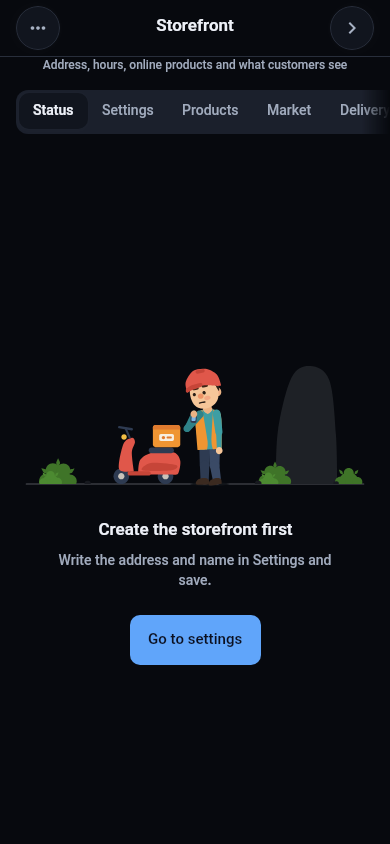 Storefront
Address, hours, online products and what customers see
Status Settings Products Market Delivery
Create the storefront first
Write the address and name in Settings and
save.
Go to settings